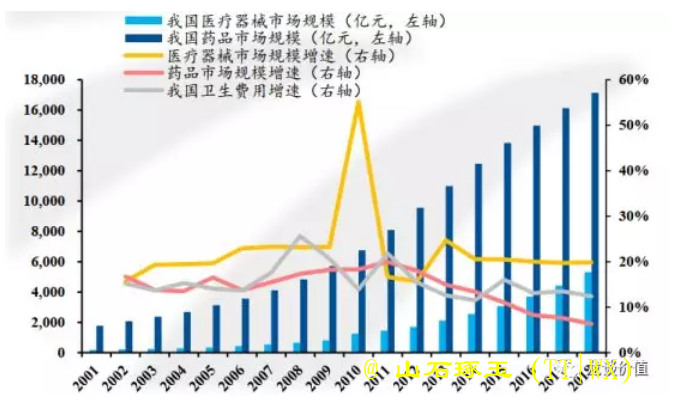 我国医疗器械市场规模（亿元，左轴）
我国药品市场规模（亿元，左轴）
医疗器械市场规模增速（右轴）
药品市场规模增速（右轴）
我国卫生费用增速（右轴）
18,000 60%
16,000 50%
14,000 40%
12,000 30%
10,000 20%
8,000 10%
6,000 0%
4,000
2,000
0
2001 2002 2003 2004 2005 2006 2007 2008 2009 2010 2011 2012 2013 2014 2015 2016 2017 2018
@ 山石琢玉
价值